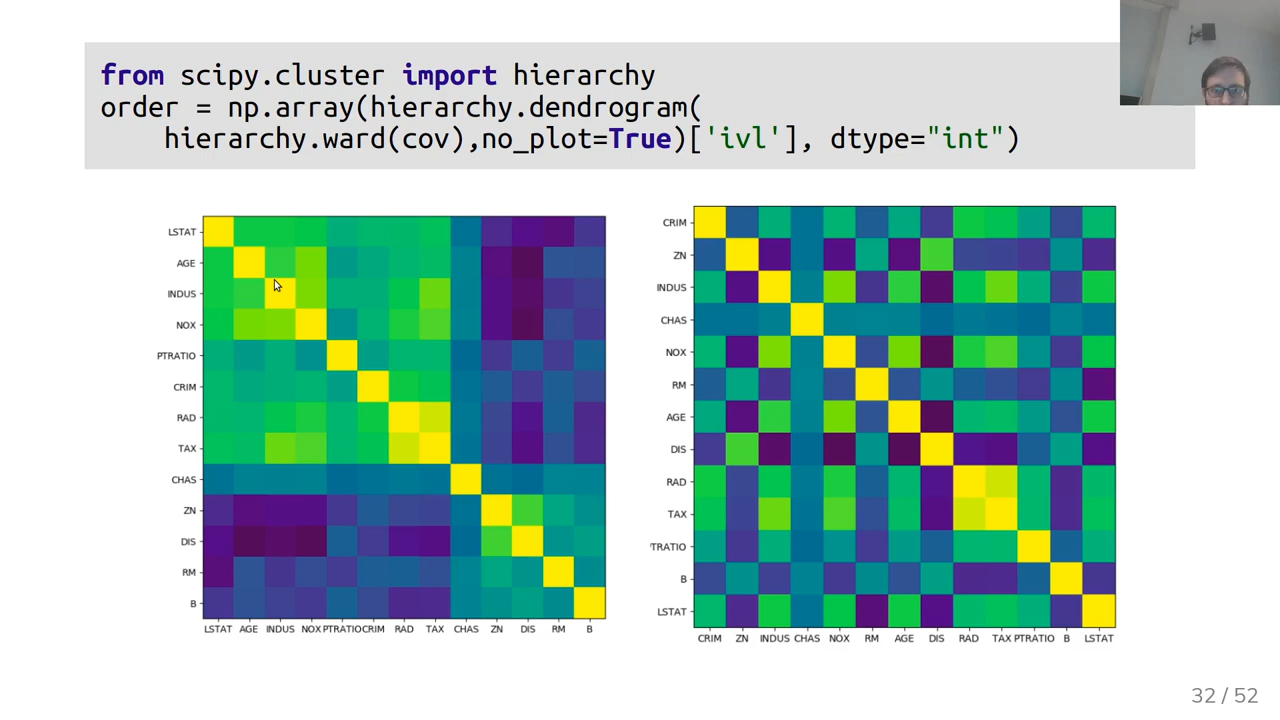 from scipy.cluster import hierarchy
order = np.array(hierarchy.dendrogram(
hierarchy.ward(cov),no_plot=True)['ivl'], dtype="int")
LSTAT
AGE
INDUS
NOX
PTRATIO
CRIM
RAD
TAX
CHAS
ZN
DIS
RM
B
LSTAT AGE INDUS NOX PTRATIO CRIM RAD TAX CHAS ZN DIS RM B
CRIM
ZN
INDUS
CHAS
NOX
RM
AGE
DIS
RAD
TAX
TRATIO
B
LSTAT
CRIM ZN INDUS CHAS NOX RM AGE DIS RAD TAX PTRATIO B LSTAT
32 / 52